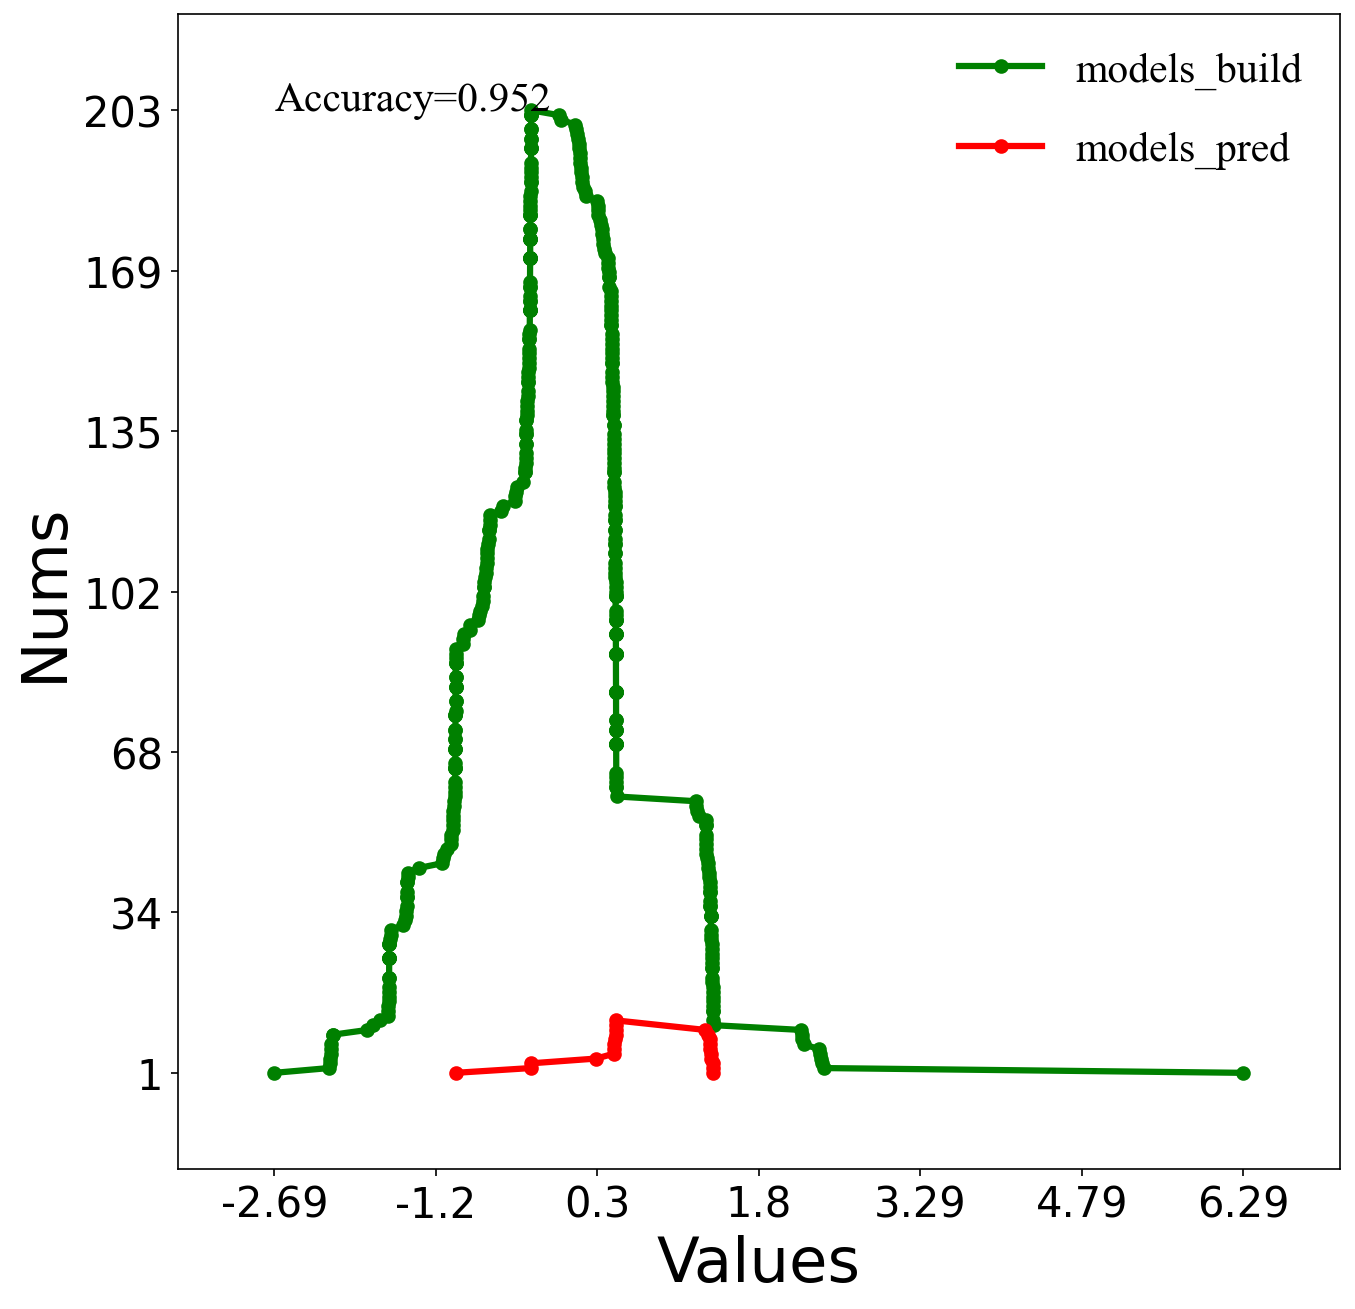 Accuracy=0.952
models_build
models_pred
203
169
135
102
68
34
1
Nums
-2.69 -1.2 0.3 1.8 3.29 4.79 6.29
Values